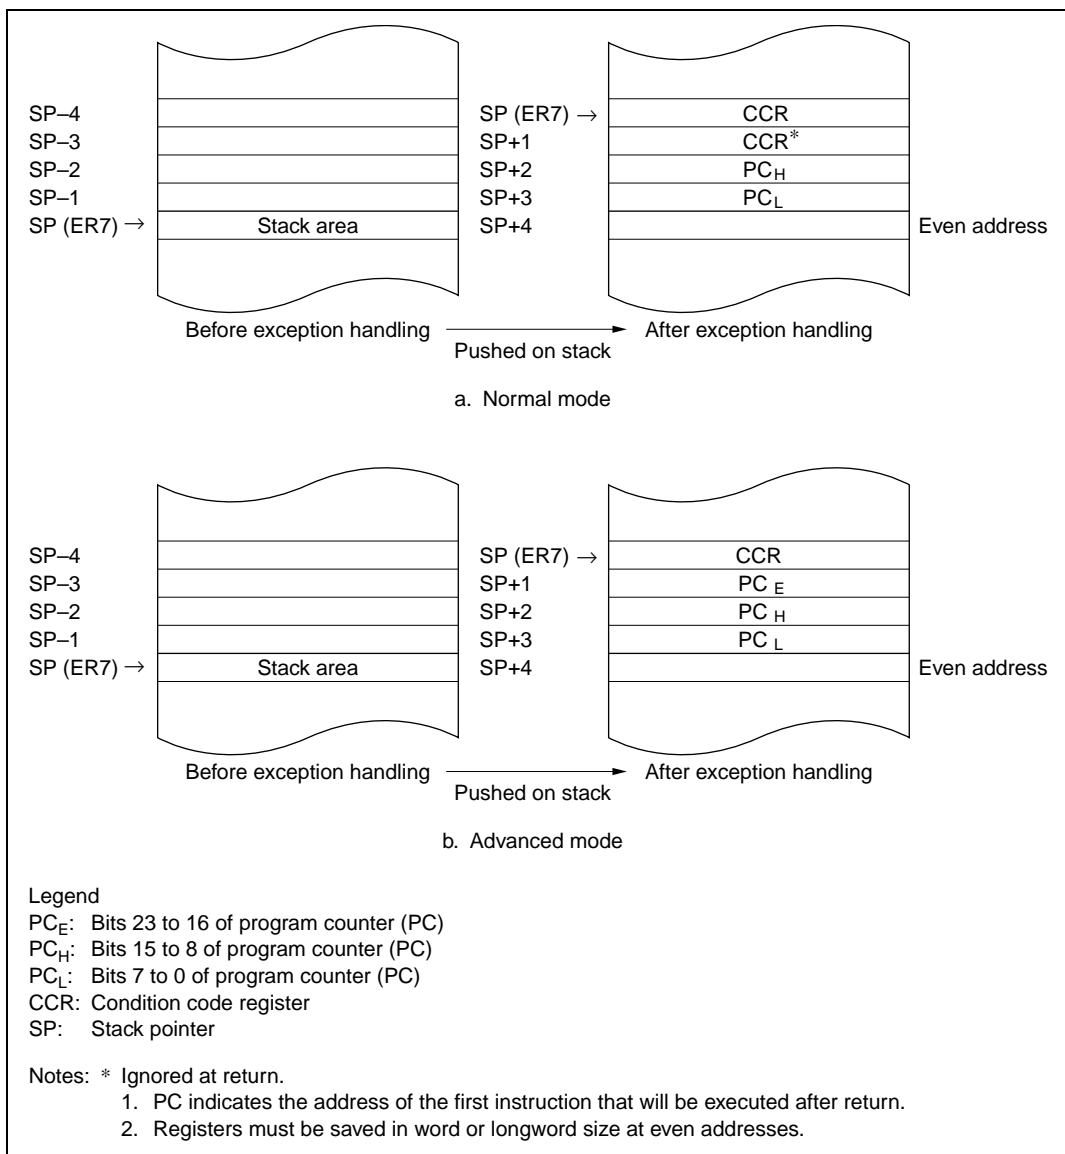 SP–4 SP (ER7) → CCR
SP–3 SP+1 CCR*
SP–2 SP+2 PCH
SP–1 SP+3 PCL
SP (ER7) → Stack area SP+4 Even address
Before exception handling After exception handling
Pushed on stack
a. Normal mode
SP–4 SP (ER7) → CCR
SP–3 SP+1 PC E
SP–2 SP+2 PC H
SP–1 SP+3 PC L
SP (ER7) → Stack area SP+4 Even address
Before exception handling After exception handling
Pushed on stack
b. Advanced mode
Legend
PCE: Bits 23 to 16 of program counter (PC)
PCH: Bits 15 to 8 of program counter (PC)
PCL: Bits 7 to 0 of program counter (PC)
CCR: Condition code register
SP: Stack pointer
Notes: * Ignored at return.
1. PC indicates the address of the first instruction that will be executed after return.
2. Registers must be saved in word or longword size at even addresses.